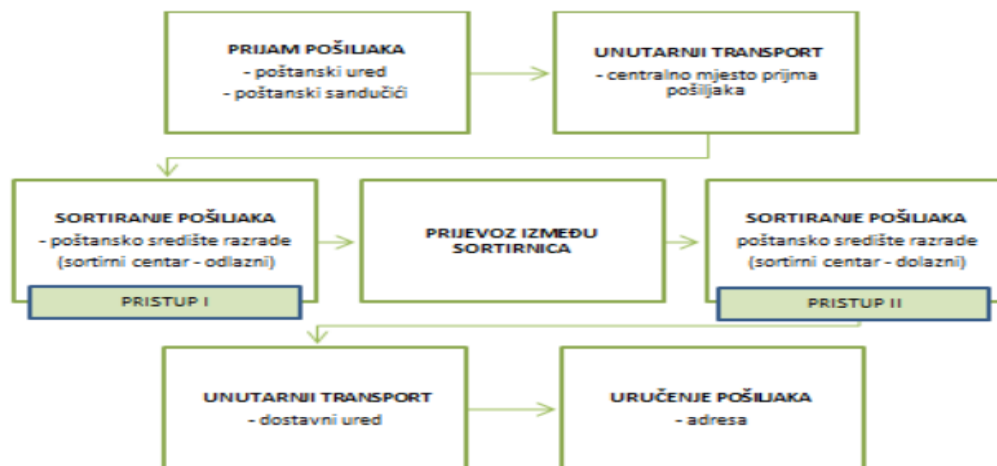 PRIJAM POŠILJAKA
- poštanski ured
- poštanski sandučići
UNUTARNJI TRANSPORT
- centralno mjesto prijma
pošiljaka
SORTIRANJE POŠILJAKA
- poštansko središte razrade
(sortirni centar - odlazni)
PRISTUP I
PRIJEVOZ IZMEĐU
SORTIRNICA
SORTIRANJE POŠILJAKA
poštansko središte razrade
(sortirni centar - dolazni)
PRISTUP II
UNUTARNJI TRANSPORT
- dostavni ured
URUČENJE POŠILJAKA
- adresa